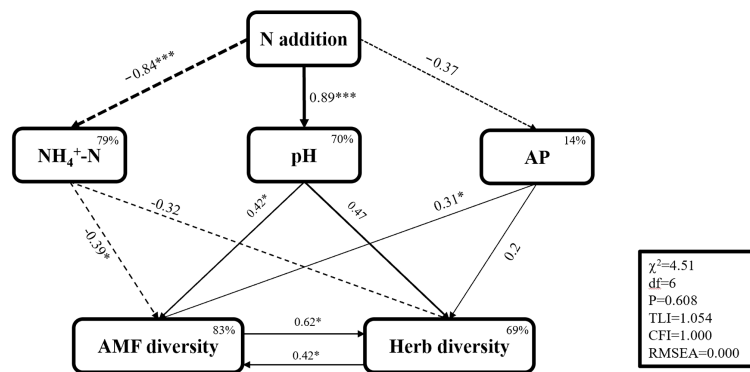 N addition
−0.84***
0.89***
−0.37
79%
NH₄⁺-N
70%
pH
14%
AP
-0.39*
-0.32
0.42*
0.47
0.31*
0.2
83%
AMF diversity
0.62*
0.42*
69%
Herb diversity
χ²=4.51
df=6
P=0.608
TLI=1.054
CFI=1.000
RMSEA=0.000